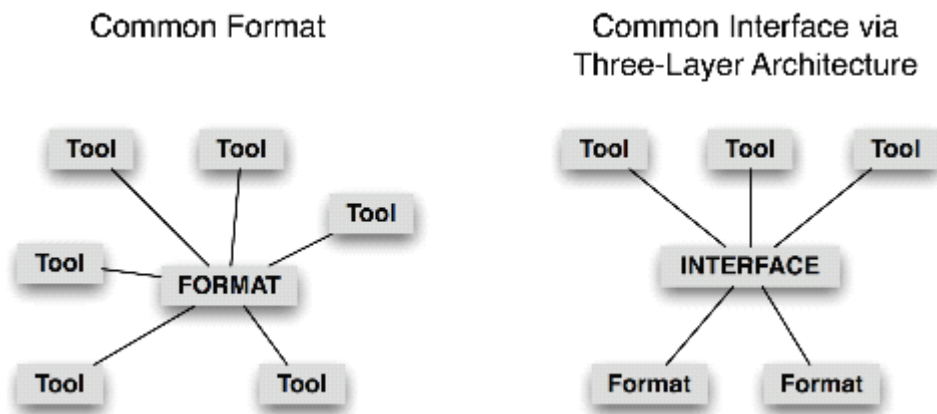 Common Format
Common Interface via
Three-Layer Architecture
Tool
Tool
Tool
Tool
FORMAT
Tool
Tool
Tool
Tool
Tool
INTERFACE
Format
Format